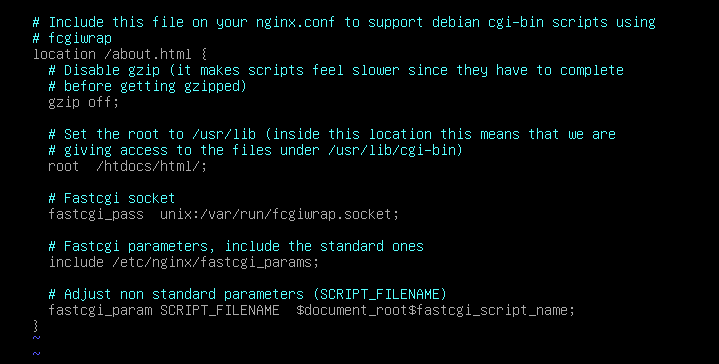 # Include this file on your nginx.conf to support debian cgi-bin scripts using
# fcgiwrap
location /about.html {
  # Disable gzip (it makes scripts feel slower since they have to complete
  # before getting gzipped)
  gzip off;

  # Set the root to /usr/lib (inside this location this means that we are
  # giving access to the files under /usr/lib/cgi-bin)
  root  /htdocs/html/;

  # Fastcgi socket
  fastcgi_pass  unix:/var/run/fcgiwrap.socket;

  # Fastcgi parameters, include the standard ones
  include /etc/nginx/fastcgi_params;

  # Adjust non standard parameters (SCRIPT_FILENAME)
  fastcgi_param SCRIPT_FILENAME  $document_root$fastcgi_script_name;
}
~
~